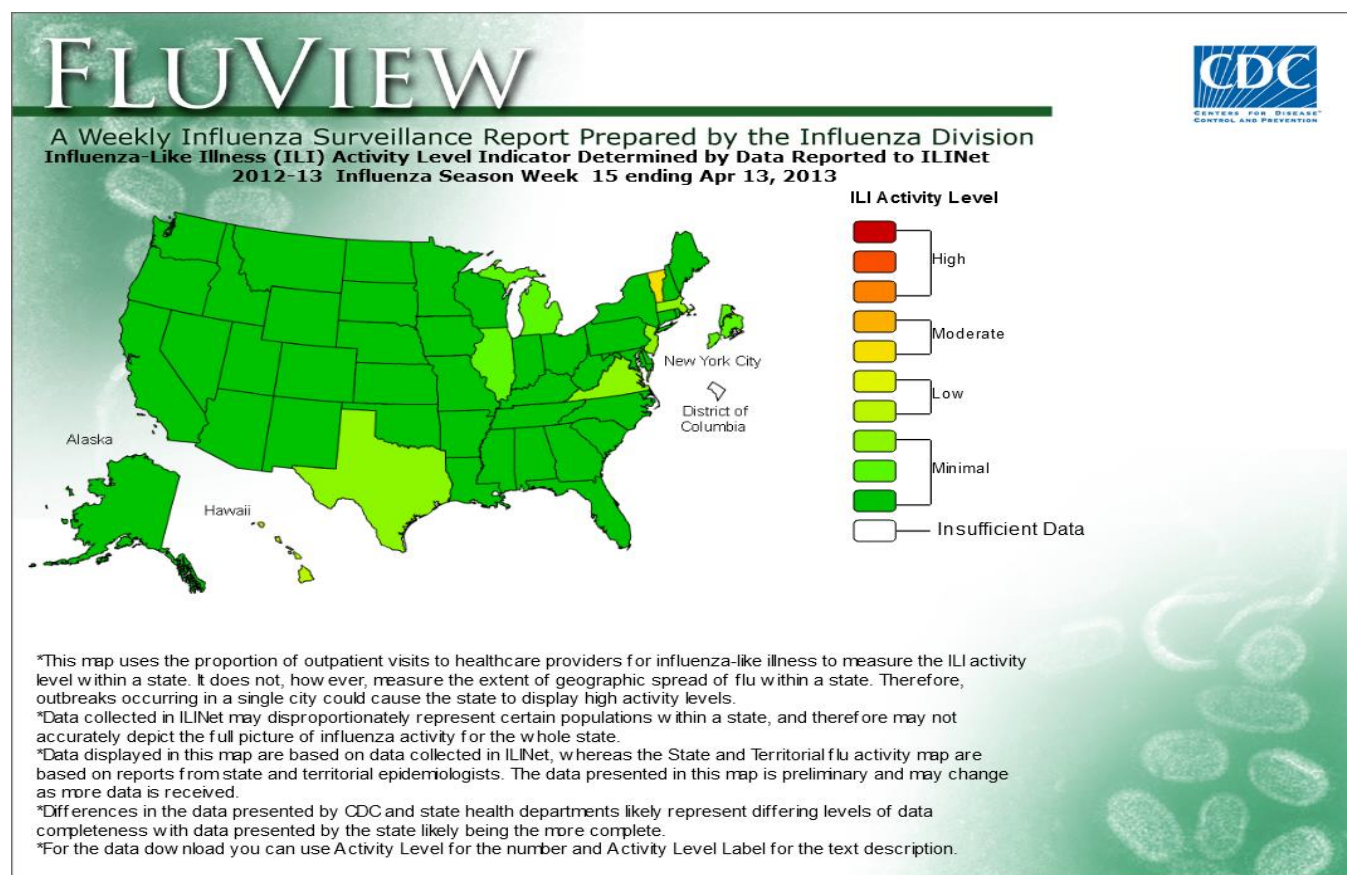 FLUVIEW
CDC
CENTERS FOR DISEASE™
CONTROL AND PREVENTION
A Weekly Influenza Surveillance Report Prepared by the Influenza Division
Influenza-Like Illness (ILI) Activity Level Indicator Determined by Data Reported to ILINet
2012-13 Influenza Season Week 15 ending Apr 13, 2013
ILI Activity Level
High
Moderate
Low
Minimal
Insufficient Data
New York City
District of
Columbia
Alaska
Hawaii
*This map uses the proportion of outpatient visits to healthcare providers for influenza-like illness to measure the ILI activity
level within a state. It does not, however, measure the extent of geographic spread of flu within a state. Therefore,
outbreaks occurring in a single city could cause the state to display high activity levels.
*Data collected in ILINet may disproportionately represent certain populations within a state, and therefore may not
accurately depict the full picture of influenza activity for the whole state.
*Data displayed in this map are based on data collected in ILINet, whereas the State and Territorial flu activity map are
based on reports from state and territorial epidemiologists. The data presented in this map is preliminary and may change
as more data is received.
*Differences in the data presented by CDC and state health departments likely represent differing levels of data
completeness with data presented by the state likely being the more complete.
*For the data download you can use Activity Level for the number and Activity Level Label for the text description.